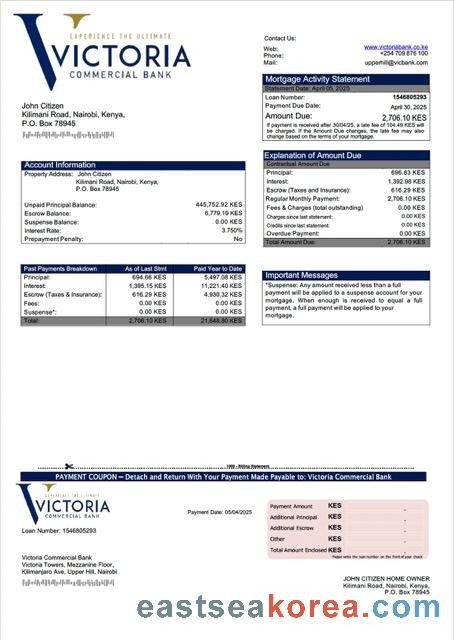 EXPERIENCE THE ULTIMATE
VICTORIA
COMMERCIAL BANK
Contact Us:
Web: www.victoriabank.co.ke
Phone: +254 709 876 100
Mail: upperhill@vicbank.com
John Citizen
Kilimani Road, Nairobi, Kenya,
P.O. Box 78945
Mortgage Activity Statement
Statement Date: April 05, 2025
Loan Number: 1546805293
Payment Due Date: April 30, 2025
Amount Due: 2,706.10 KES
If payment is received after 30/04/25, a late fee of 104.49 KES will
be charged. If the Amount Due changes, the late fee may also
change based on the terms of your mortgage.
Account Information
Property Address: John Citizen
Kilimani Road, Nairobi, Kenya,
P.O. Box 78945
Unpaid Principal Balance: 445,752.92 KES
Escrow Balance: 6,779.19 KES
Suspense Balance: 0.00 KES
Interest Rate: 3.750%
Prepayment Penalty: No
Explanation of Amount Due
Contractual Amount Due
Principal: 696.83 KES
Interest: 1,392.98 KES
Escrow (Taxes and Insurance): 616.29 KES
Regular Monthly Payment: 2,706.10 KES
Fees & Charges (total outstanding) 0.00 KES
Charges since last statement: 0.00 KES
Credits since last statement: 0.00 KES
Overdue Payment: 0.00 KES
Total Amount Due: 2,706.10 KES
Past Payments Breakdown As of Last Stmt Paid Year to Date
Principal: 694.66 KES 5,497.08 KES
Interest: 1,395.15 KES 11,221.40 KES
Escrow (Taxes & Insurance): 616.29 KES 4,930.32 KES
Fees: 0.00 KES 0.00 KES
Suspense*: 0.00 KES 0.00 KES
Total: 2,706.10 KES 21,648.80 KES
Important Messages
*Suspense: Any amount received less than a full
payment will be applied to a suspense account for your
mortgage. When enough is received to equal a full
payment, a full payment will be applied to your
mortgage.
1999 - Billing Statement
PAYMENT COUPON – Detach and Return With Your Payment Made Payable to: Victoria Commercial Bank
EXPERIENCE THE ULTIMATE
VICTORIA
COMMERCIAL BANK
Loan Number: 1546805293
Payment Date: 05/04/2025
Payment Amount KES .
Additional Principal KES .
Additional Escrow KES .
Other KES .
Total Amount Enclosed KES .
Please write the loan number on the front of your check.
Victoria Commercial Bank
Victoria Towers, Mezzanine Floor,
Kilimanjaro Ave, Upper Hill, Nairobi
JOHN CITIZEN HOME OWNER
Kilimani Road, Nairobi, Kenya,
P.O. Box 78945
eastseakorea.com